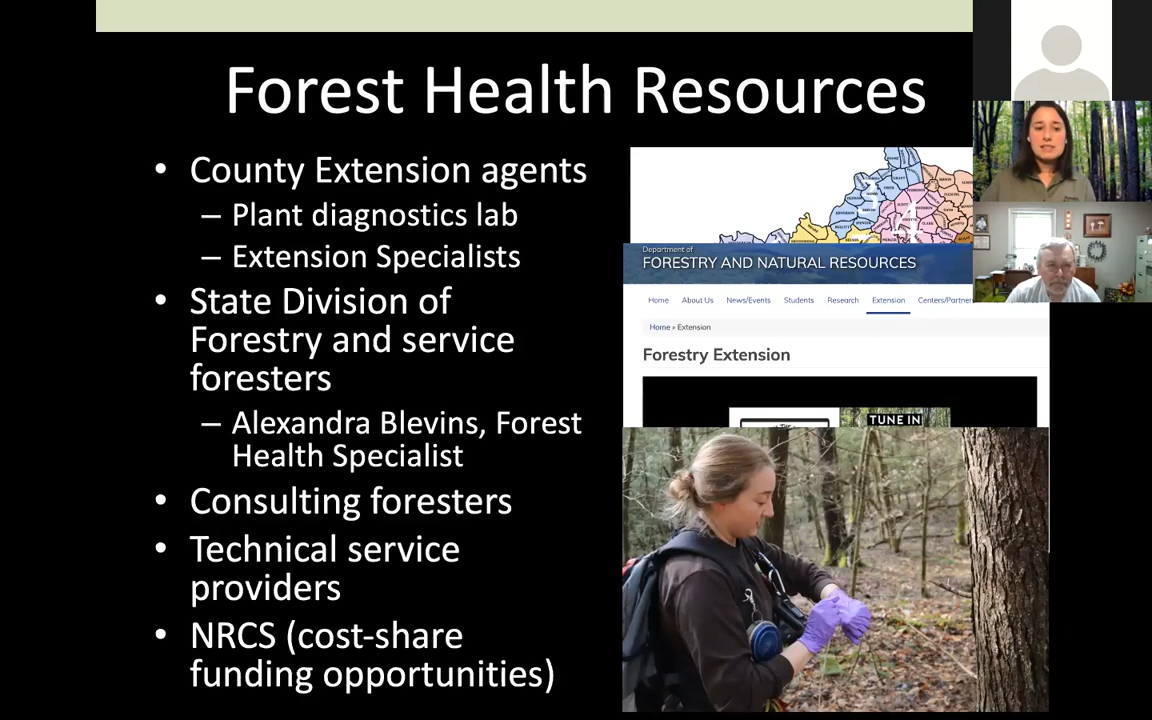 Forest Health Resources
• County Extension agents
– Plant diagnostics lab
– Extension Specialists
• State Division of
Forestry and service
foresters
– Alexandra Blevins, Forest
Health Specialist
• Consulting foresters
• Technical service
providers
• NRCS (cost-share
funding opportunities)
Department of
FORESTRY AND NATURAL RESOURCES
Home About Us News/Events Students Research Extension Centers/Partner
Home » Extension
Forestry Extension
THE
TUNE IN